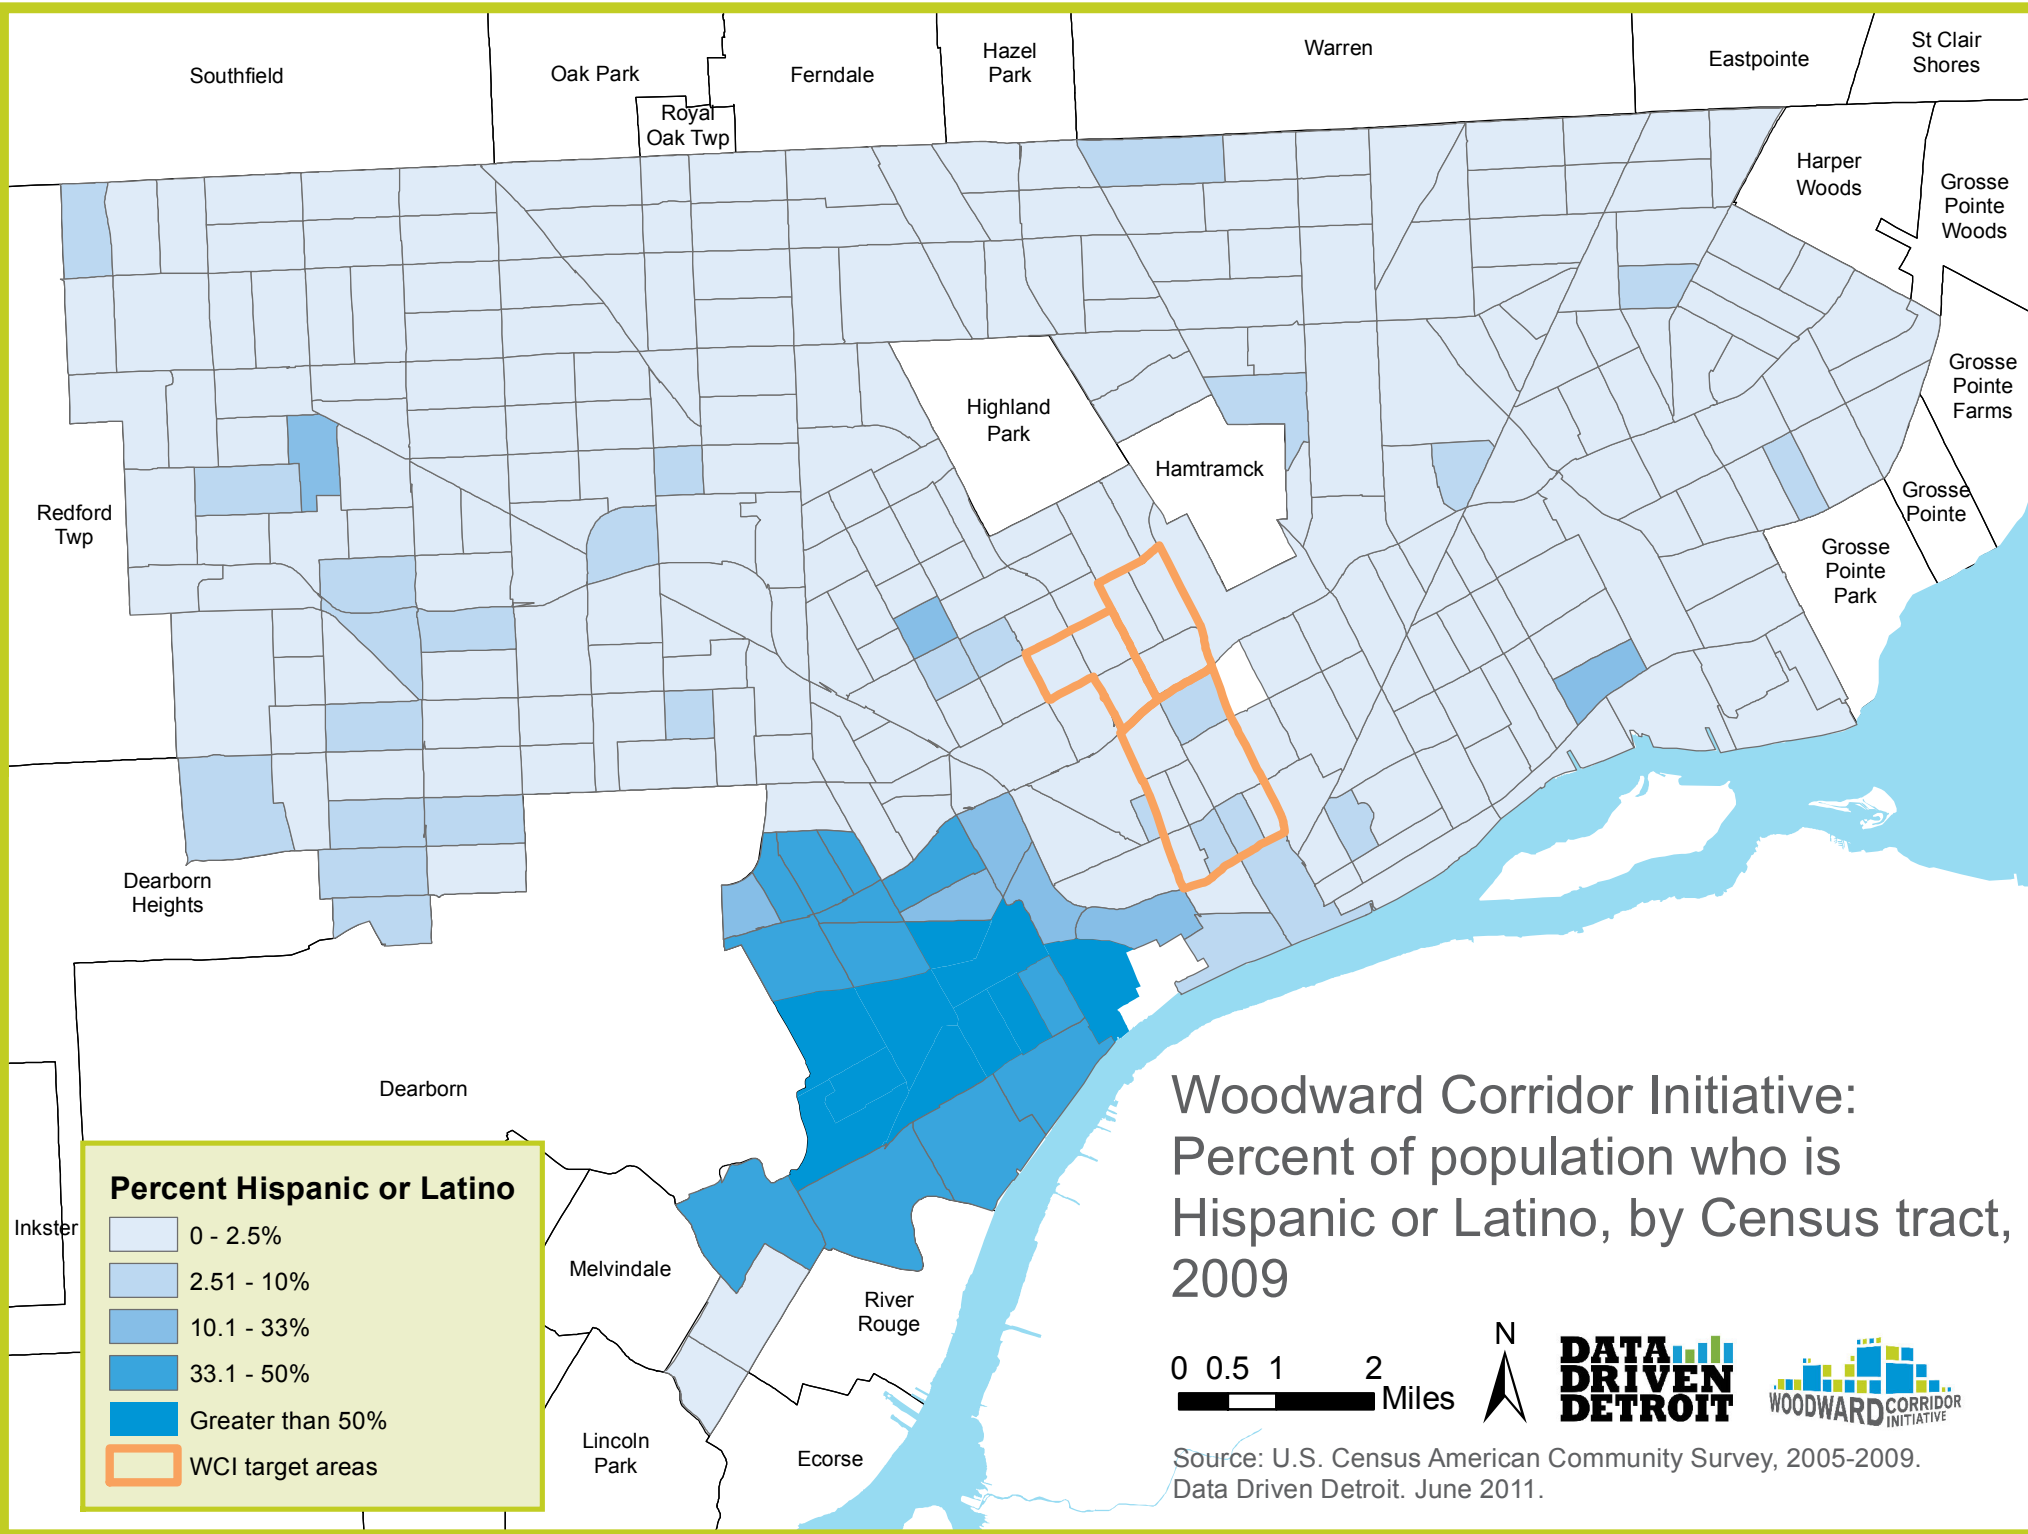 Southfield
Oak Park
Royal
Oak Twp
Ferndale
Hazel
Park
Warren
Eastpointe
St Clair
Shores
Harper
Woods
Grosse
Pointe
Woods
Grosse
Pointe
Farms
Highland
Park
Hamtramck
Redford
Twp
Grosse
Pointe
Grosse
Pointe
Park
Dearborn
Heights
Dearborn
Inkster
Melvindale
River
Rouge
Lincoln
Park
Ecorse
Percent Hispanic or Latino
0 - 2.5%
2.51 - 10%
10.1 - 33%
33.1 - 50%
Greater than 50%
WCI target areas
Woodward Corridor Initiative:
Percent of population who is
Hispanic or Latino, by Census tract,
2009
0 0.5 1 2
Miles
N
DATA
DRIVEN
DETROIT
WOODWARD CORRIDOR
INITIATIVE
Source: U.S. Census American Community Survey, 2005-2009.
Data Driven Detroit. June 2011.